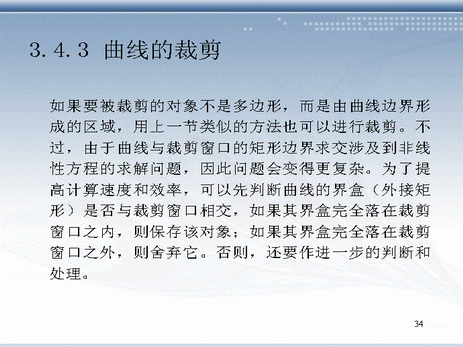 3.4.3 曲线的裁剪
如果要被裁剪的对象不是多边形，而是由曲线边界形
成的区域，用上一节类似的方法也可以进行裁剪。不
过，由于曲线与裁剪窗口的矩形边界求交涉及到非线
性方程的求解问题，因此问题会变得更复杂。为了提
高计算速度和效率，可以先判断曲线的界盒（外接矩
形）是否与裁剪窗口相交，如果其界盒完全落在裁剪
窗口之内，则保存该对象；如果其界盒完全落在裁剪
窗口之外，则舍弃它。否则，还要作进一步的判断和
处理。
34